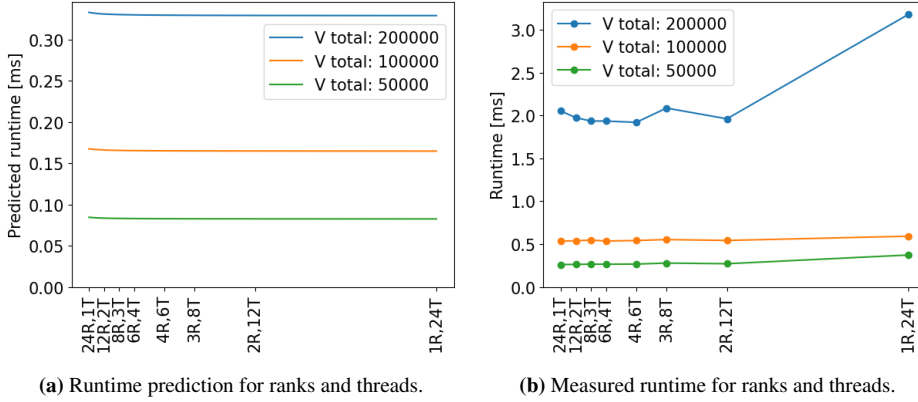 Predicted runtime [ms]
0.30
0.25
0.20
0.15
0.10
0.05
0.00
V total: 200000
V total: 100000
V total: 50000
24R,1T
12R,2T
8R,3T
6R,4T
4R,6T
3R,8T
2R,12T
1R,24T
(a) Runtime prediction for ranks and threads.
Runtime [ms]
3.0
2.5
2.0
1.5
1.0
0.5
0.0
V total: 200000
V total: 100000
V total: 50000
24R,1T
12R,2T
8R,3T
6R,4T
4R,6T
3R,8T
2R,12T
1R,24T
(b) Measured runtime for ranks and threads.